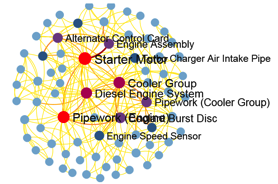 Alternator Control Card
Engine Assembly
Starter Motor
Charger Air Intake Pipe
Cooler Group
Diesel Engine System
Pipework (Cooler Group)
Pipework (Engine)
Burst Disc
Engine Speed Sensor